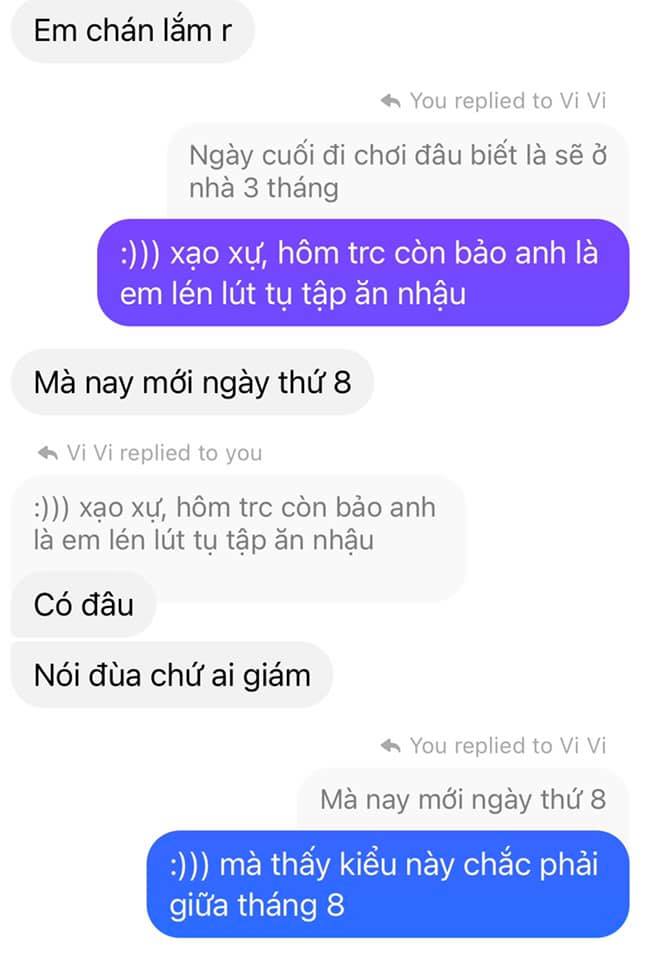 Em chán lắm r
You replied to Vi Vi
Ngày cuối đi chơi đâu biết là sẽ ở
nhà 3 tháng
:))) xạo xự, hôm trc còn bảo anh là
em lén lút tụ tập ăn nhậu
Mà nay mới ngày thứ 8
Vi Vi replied to you
:))) xạo xự, hôm trc còn bảo anh
là em lén lút tụ tập ăn nhậu
Có đâu
Nói đùa chứ ai giám
You replied to Vi Vi
Mà nay mới ngày thứ 8
:))) mà thấy kiểu này chắc phải
giữa tháng 8